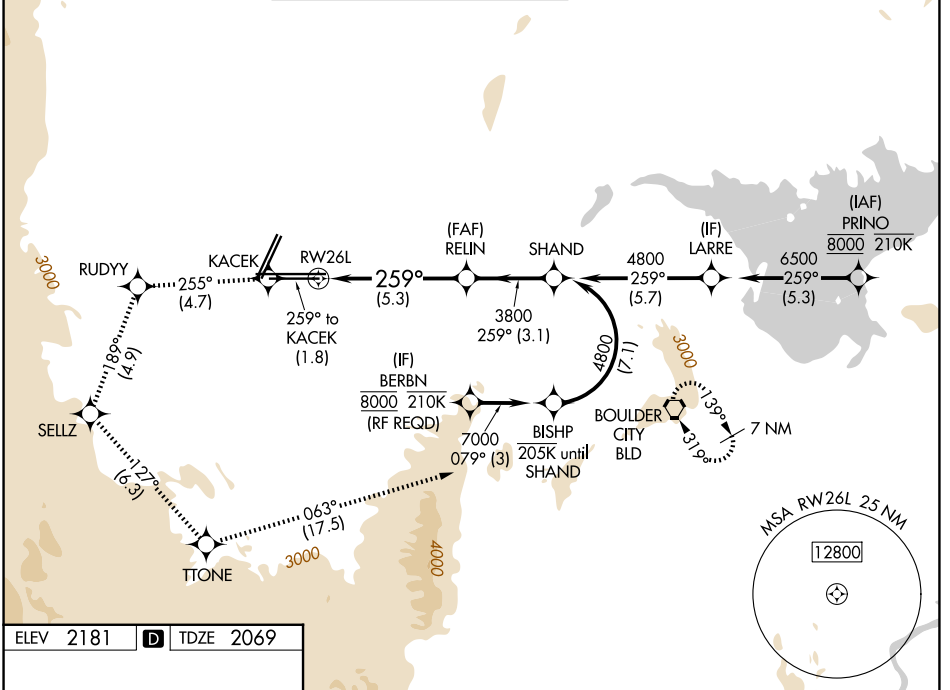 (IAF)
PRINO
8000 210K
(FAF)
RELIN
SHAND
(IF)
LARRE
4800
259°
(5.7)
6500
259°
(5.3)
3000
RUDYY
KACEK
RW26L
255°
(4.7)
259°
(5.3)
259° to
KACEK
(1.8)
3800
259° (3.1)
189°
(4.9)
4800
(7.1)
3000
(IF)
BERBN
8000 210K
(RF REQD)
7000
079° (3)
BISHP
205K until
SHAND
BOULDER
CITY
BLD
139°
319°
7 NM
SELLZ
127°
(6.3)
063°
(17.5)
TTONE
3000
4000
MSA RW26L 25 NM
12800
ELEV 2181 D TDZE 2069